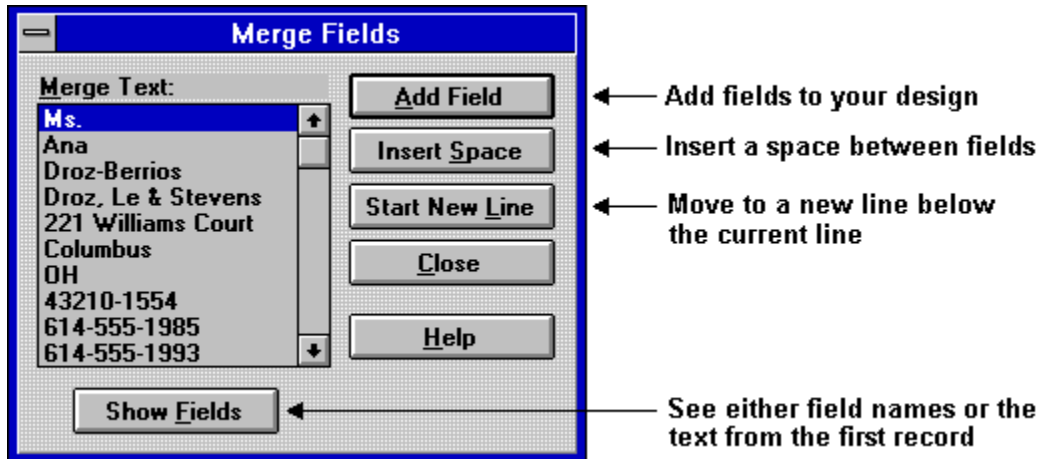 Merge Fields
Merge Text:
Ms.
Ana
Droz-Berrios
Droz, Le & Stevens
221 Williams Court
Columbus
OH
43210-1554
614-555-1985
614-555-1993
Show Fields
Add Field
Insert Space
Start New Line
Close
Help
Add fields to your design
Insert a space between fields
Move to a new line below
the current line
See either field names or the
text from the first record